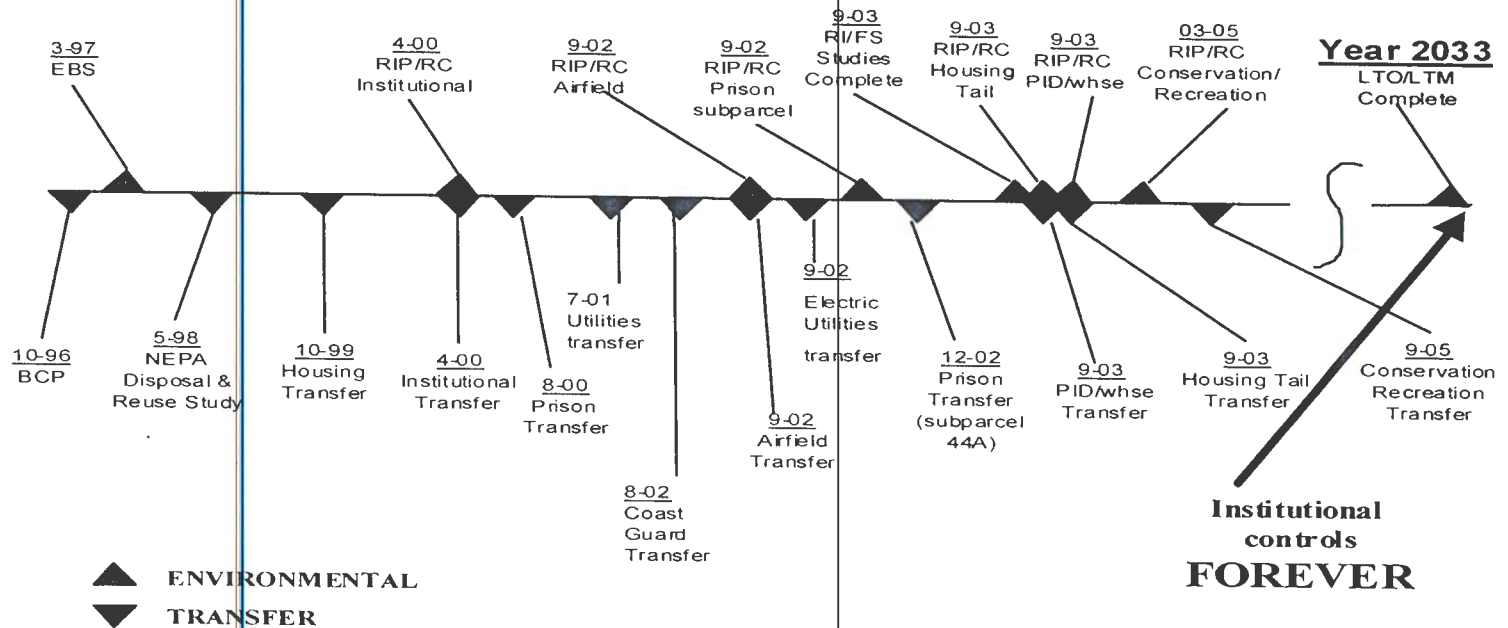 3-97
EBS
4-00
RIP/RC
Institutional
9-02
RIP/RC
Airfield
9-02
RIP/RC
Prison
subparcel
9-03
RI/FS
Studies
Complete
9-03
RIP/RC
Housing
Tail
9-03
RIP/RC
PID/whse
03-05
RIP/RC
Conservation/
Recreation
Year 2033
LTO/LTM
Complete
10-96
BCP
5-98
NEPA
Disposal &
Reuse Study
10-99
Housing
Transfer
4-00
Institutional
Transfer
8-00
Prison
Transfer
7-01
Utilities
transfer
8-02
Coast
Guard
Transfer
9-02
Airfield
Transfer
9-02
Electric
Utilities
transfer
12-02
Prison
Transfer
(subparcel
44A)
9-03
PID/whse
Transfer
9-03
Housing Tail
Transfer
9-05
Conservation
Recreation
Transfer
Institutional
controls
FOREVER
ENVIRONMENTAL
TRANSFER